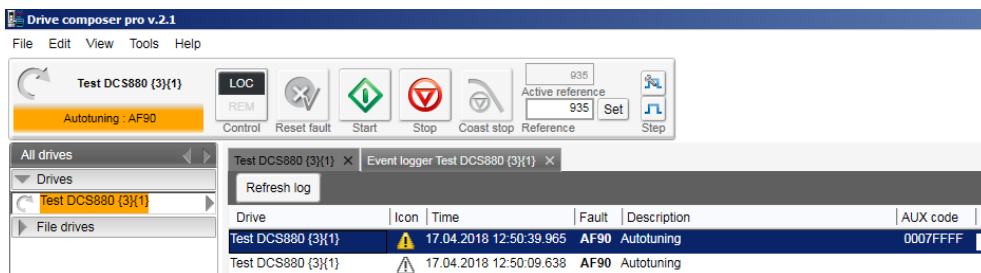 Drive composer pro v.2.1
File Edit View Tools Help
Test DCS880 {3}{1}
Autotuning : AF90
LOC
REM
Control
Reset fault
Start
Stop
Coast stop
935
Active reference
935 Set
Reference
Step
All drives
Drives
Test DCS880 {3}{1}
File drives
Test DCS880 {3}{1} × Event logger Test DCS880 {3}{1} ×
Refresh log
Drive Icon Time Fault Description AUX code
Test DCS880 {3}{1} 17.04.2018 12:50:39.965 AF90 Autotuning 0007FFFF
Test DCS880 {3}{1} 17.04.2018 12:50:09.638 AF90 Autotuning